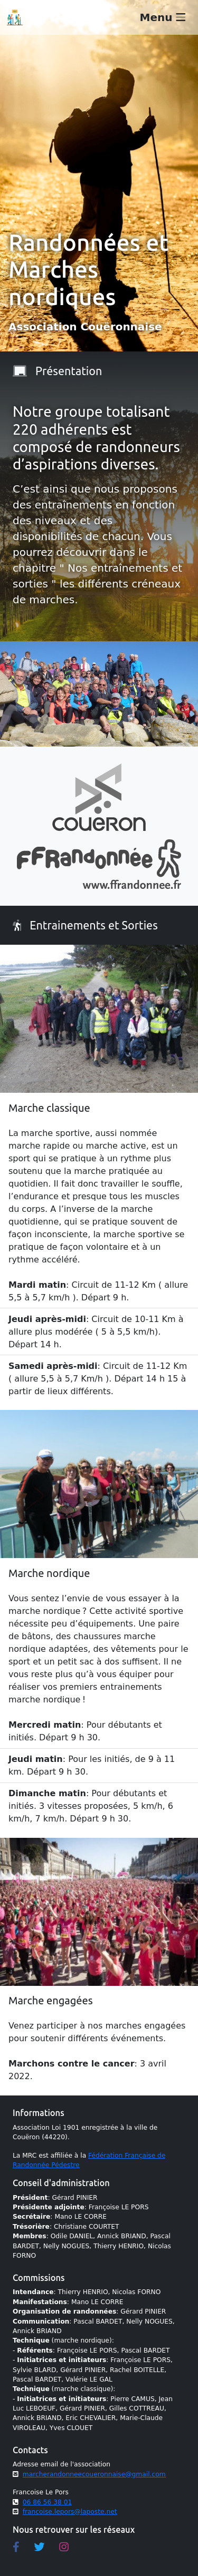 Menu
Randonnées et
Marches
nordiques
Association Couëronnaise
Présentation
Notre groupe totalisant
220 adhérents est
composé de randonneurs
d'aspirations diverses.
C'est ainsi que nous proposons
des entraînements en fonction
des niveaux et des
disponibilités de chacun. Vous
pourrez découvrir dans le
chapitre " Nos entraînements et
sorties " les différents créneaux
de marches.
COUERON
FFRandonnée
www.ffrandonnee.fr
Entrainements et Sorties
Marche classique
La marche sportive, aussi nommée
marche rapide ou marche active, est un
sport qui se pratique à un rythme plus
soutenu que la marche pratiquée au
quotidien. Il fait donc travailler le souffle,
l'endurance et presque tous les muscles
du corps. A l'inverse de la marche
quotidienne, qui se pratique souvent de
façon inconsciente, la marche sportive se
pratique de façon volontaire et à un
rythme accéléré.
Mardi matin: Circuit de 11-12 Km ( allure
5,5 à 5,7 km/h ). Départ 9 h.
Jeudi après-midi: Circuit de 10-11 Km à
allure plus modérée ( 5 à 5,5 km/h).
Départ 14 h.
Samedi après-midi: Circuit de 11-12 Km
( allure 5,5 à 5,7 Km/h ). Départ 14 h 15 à
partir de lieux différents.
Marche nordique
Vous sentez l'envie de vous essayer à la
marche nordique ? Cette activité sportive
nécessite peu d'équipements. Une paire
de bâtons, des chaussures marche
nordique adaptées, des vêtements pour le
sport et un petit sac à dos suffisent. Il ne
vous reste plus qu'à vous équiper pour
réaliser vos premiers entrainements
marche nordique !
Mercredi matin: Pour débutants et
initiés. Départ 9 h 30.
Jeudi matin: Pour les initiés, de 9 à 11
km. Départ 9 h 30.
Dimanche matin: Pour débutants et
initiés. 3 vitesses proposées, 5 km/h, 6
km/h, 7 km/h. Départ 9 h 30.
Marche engagées
Venez participer à nos marches engagées
pour soutenir différents événements.
Marchons contre le cancer: 3 avril
2022.
Informations
Association Loi 1901 enregistrée à la ville de
Couëron (44220).
La MRC est affiliée à la Fédération Française de
Randonnée Pédestre
Conseil d'administration
Président: Gérard PINIER
Présidente adjointe: Françoise LE PORS
Secrétaire: Mano LE CORRE
Trésorière: Christiane COURTET
Membres: Odile DANIEL, Annick BRIAND, Pascal
BARDET, Nelly NOGUES, Thierry HENRIO, Nicolas
FORNO
Commissions
Intendance: Thierry HENRIO, Nicolas FORNO
Manifestations: Mano LE CORRE
Organisation de randonnées: Gérard PINIER
Communication: Pascal BARDET, Nelly NOGUES,
Annick BRIAND
Technique (marche nordique):
- Référents: Françoise LE PORS, Pascal BARDET
- Initiatrices et initiateurs: Françoise LE PORS,
Sylvie BLARD, Gérard PINIER, Rachel BOITELLE,
Pascal BARDET, Valérie LE GAL
Technique (marche classique):
- Initiatrices et initiateurs: Pierre CAMUS, Jean
Luc LEBOEUF, Gérard PINIER, Gilles COTTREAU,
Annick BRIAND, Eric CHEVALIER, Marie-Claude
VIROLEAU, Yves CLOUET
Contacts
Adresse email de l'association
marcherandonneecoueronnaise@gmail.com
Francoise Le Pors
06 86 56 38 01
francoise.lepors@laposte.net
Nous retrouver sur les réseaux